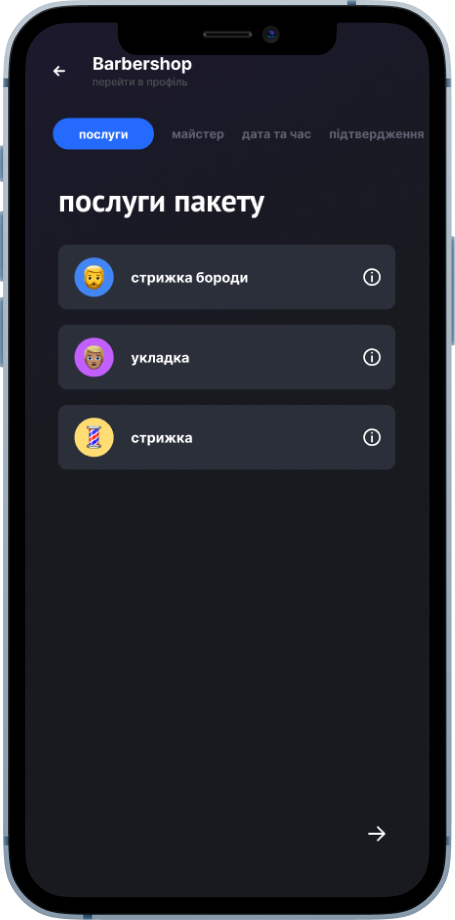 Barbershop
перейти в профіль
послуги майстер дата та час підтвердження
послуги пакету
стрижка бороди
укладка
стрижка